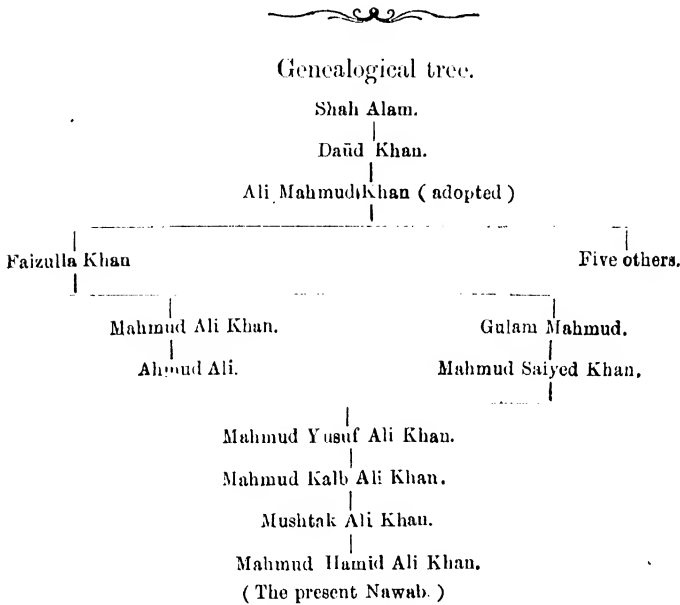 Genealogical tree.
Shah Alam.
Daūd Khan.
Ali Mahmud Khan ( adopted )
Faizulla Khan
Five others.
Mahmud Ali Khan.
Gulam Mahmud.
Ahmud Ali.
Mahmud Saiyed Khan.
Mahmud Yusuf Ali Khan.
Mahmud Kalb Ali Khan.
Mushtak Ali Khan.
Mahmud Hamid Ali Khan.
( The present Nawab. )